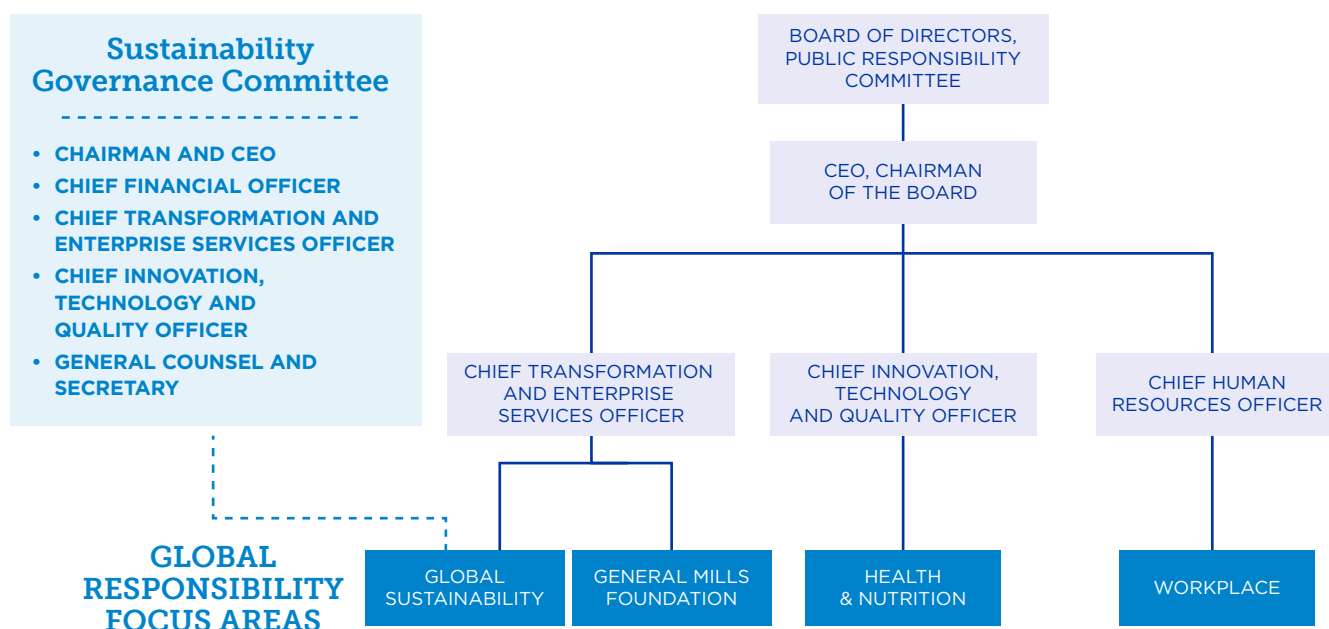 Sustainability
Governance Committee
• CHAIRMAN AND CEO
• CHIEF FINANCIAL OFFICER
• CHIEF TRANSFORMATION AND
ENTERPRISE SERVICES OFFICER
• CHIEF INNOVATION,
TECHNOLOGY AND
QUALITY OFFICER
• GENERAL COUNSEL AND
SECRETARY
BOARD OF DIRECTORS,
PUBLIC RESPONSIBILITY
COMMITTEE
CEO, CHAIRMAN
OF THE BOARD
CHIEF TRANSFORMATION
AND ENTERPRISE
SERVICES OFFICER
CHIEF INNOVATION,
TECHNOLOGY
AND QUALITY OFFICER
CHIEF HUMAN
RESOURCES OFFICER
GLOBAL
RESPONSIBILITY
FOCUS AREAS
GLOBAL
SUSTAINABILITY
GENERAL MILLS
FOUNDATION
HEALTH
& NUTRITION
WORKPLACE